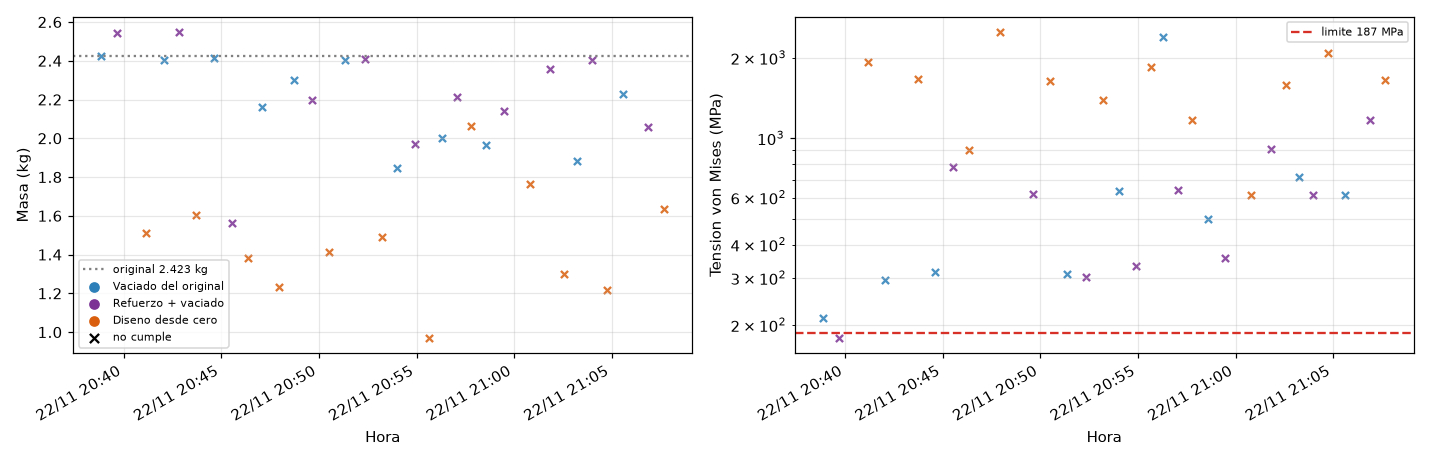 2.6
2.4
2.2
2.0
1.8
1.6
1.4
1.2
1.0
Masa (kg)
original 2.423 kg
Vaciado del original
Refuerzo + vaciado
Diseno desde cero
no cumple
22/11 20:40
22/11 20:45
22/11 20:50
22/11 20:55
22/11 21:00
22/11 21:05
Hora
limite 187 MPa
2 × 10³
10³
6 × 10²
4 × 10²
3 × 10²
2 × 10²
Tension von Mises (MPa)
22/11 20:40
22/11 20:45
22/11 20:50
22/11 20:55
22/11 21:00
22/11 21:05
Hora